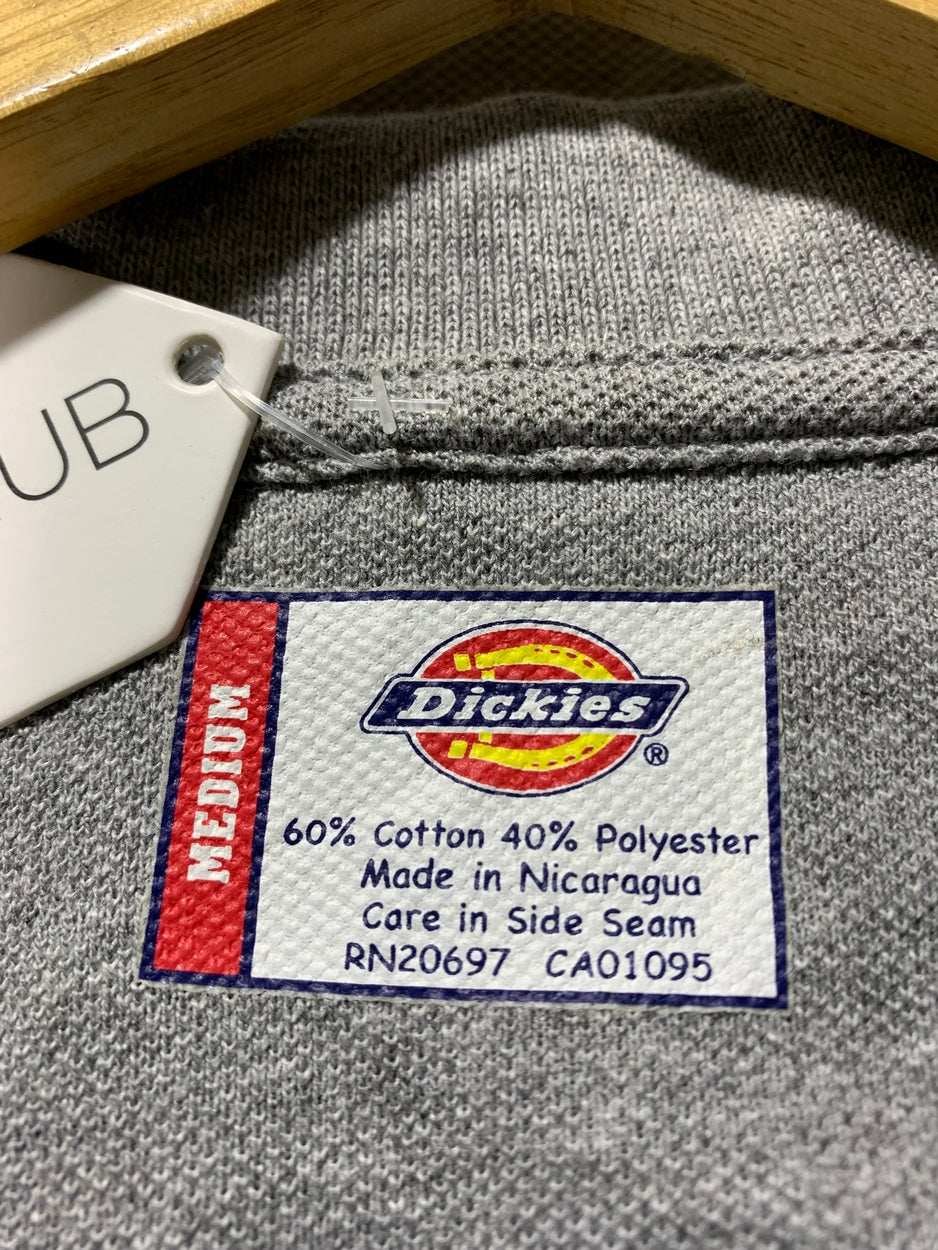 UB
MEDIUM
Dickies®
60% Cotton 40% Polyester
Made in Nicaragua
Care in Side Seam
RN20697 CA01095